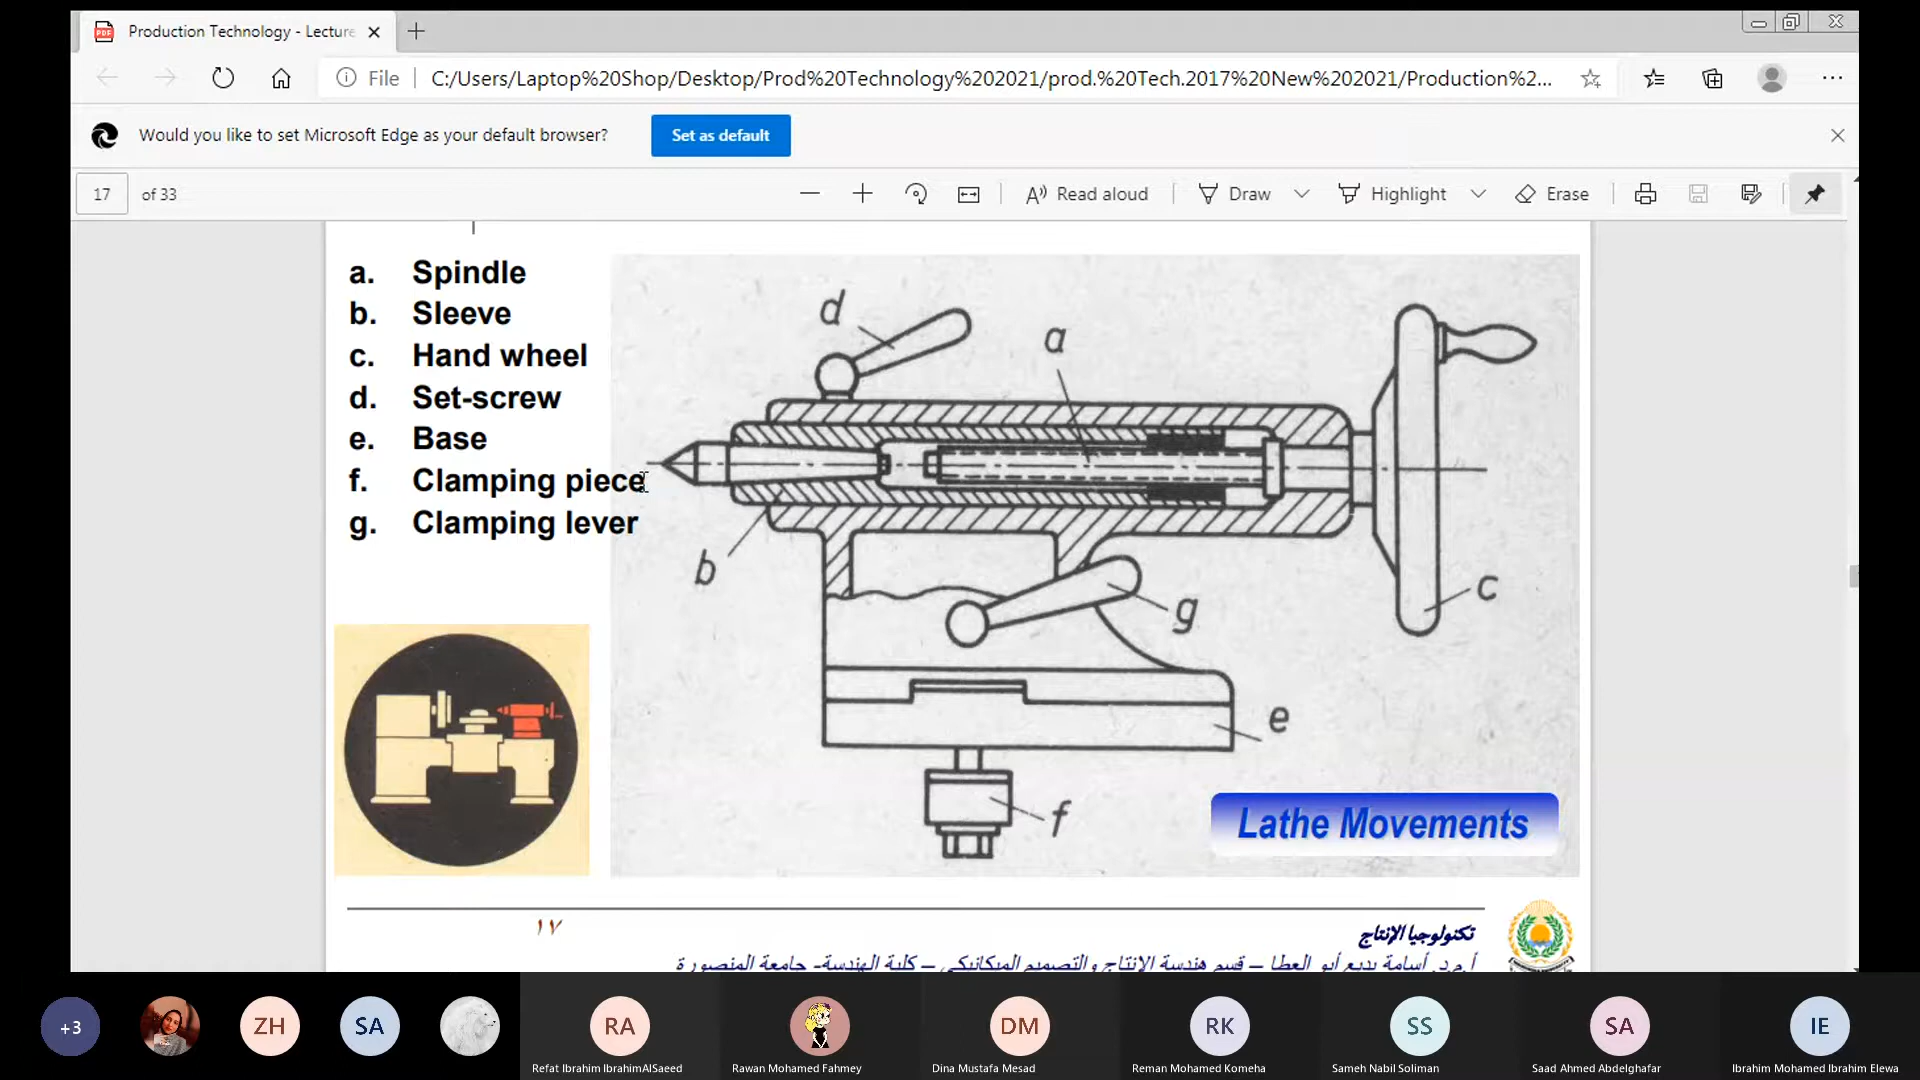 Production Technology - Lecture
File
C:/Users/Laptop%20Shop/Desktop/Prod%20Technology%202021/prod.%20Tech.2017%20New%202021/Production%2...
Would you like to set Microsoft Edge as your default browser?
Set as default
17 of 33
Read aloud
Draw
Highlight
Erase
a. Spindle
b. Sleeve
c. Hand wheel
d. Set-screw
e. Base
f. Clamping piece
g. Clamping lever
d
a
b
g
c
e
f
Lathe Movements
١٧
تكنولوجيا الإنتاج
أ.م.د. أسامة بديع أبو العطا – قسم هندسة الإنتاج والتصميم الميكانيكي – كلية الهندسة- جامعة المنصورة
+3
ZH
SA
RA
DM
RK
SS
SA
IE
Refat Ibrahim IbrahimAlSaeed
Rawan Mohamed Fahmey
Dina Mustafa Mesad
Reman Mohamed Komeha
Sameh Nabil Soliman
Saad Ahmed Abdelghafar
Ibrahim Mohamed Ibrahim Elewa